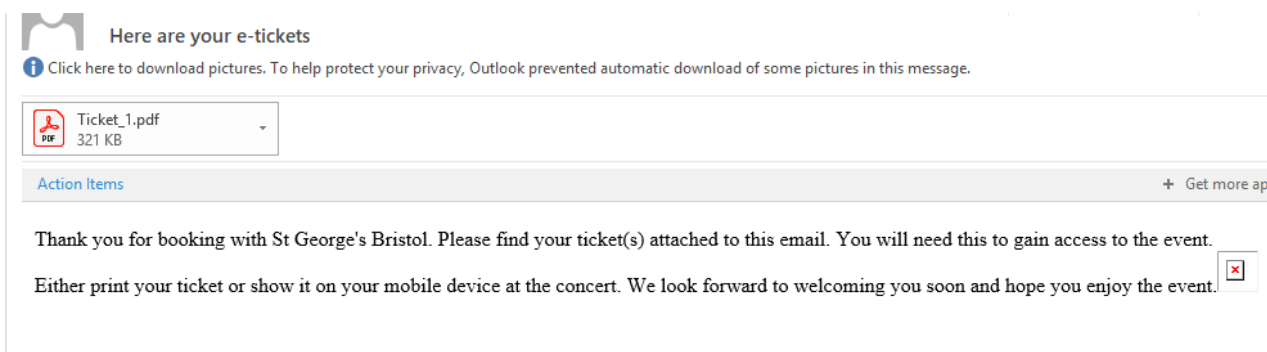 Here are your e-tickets
Click here to download pictures. To help protect your privacy, Outlook prevented automatic download of some pictures in this message.
Ticket_1.pdf
PDF
321 KB
Action Items
+ Get more ap
Thank you for booking with St George's Bristol. Please find your ticket(s) attached to this email. You will need this to gain access to the event.
Either print your ticket or show it on your mobile device at the concert. We look forward to welcoming you soon and hope you enjoy the event.